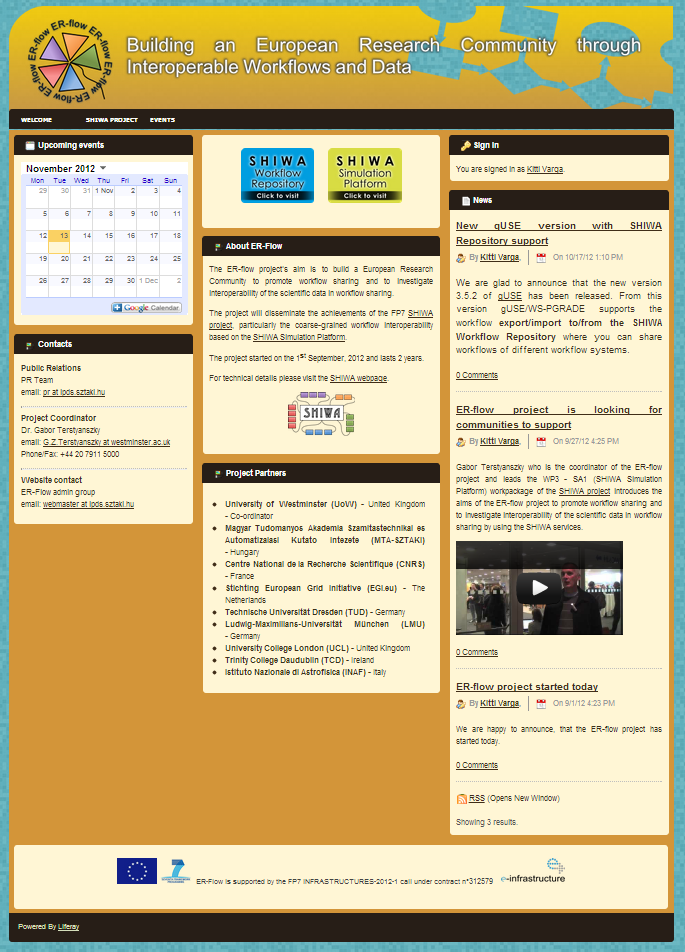 ER-flow ER-flow ER-flow ER-flow ER-flow ER-flow
Building an European Research Community through
Interoperable Workflows and Data
WELCOME SHIWA PROJECT EVENTS
Upcoming events
November 2012
Mon Tue Wed Thu Fri Sat Sun
29 30 31 1 Nov 2 3 4
5 6 7 8 9 10 11
12 13 14 15 16 17 18
19 20 21 22 23 24 25
26 27 28 29 30 1 Dec 2
Google Calendar
Contacts
Public Relations
PR Team
email: pr at lpds.sztaki.hu
Project Coordinator
Dr. Gabor Terstyanszky
email: G.Z.Terstyanszky at westminster.ac.uk
Phone/Fax: +44 20 7911 5000
Website contact
ER-Flow admin group
email: webmaster at lpds.sztaki.hu
SHIWA
Workflow
Repository
Click to visit
SHIWA
Simulation
Platform
Click to visit
About ER-Flow
The ER-flow project's aim is to build a European Research
Community to promote workflow sharing and to investigate
interoperability of the scientific data in workflow sharing.
The project will disseminate the achievements of the FP7 SHIWA
project, particularly the coarse-grained workflow interoperability
based on the SHIWA Simulation Platform.
The project started on the 1st September, 2012 and lasts 2 years.
For technical details please visit the SHIWA webpage.
SHIWA
Project Partners
University of Westminster (UoW) - United Kingdom
- Co-ordinator
Magyar Tudomanyos Akademia Szamitastechnikai es
Automatizalasi Kutato Intezete (MTA-SZTAKI)
- Hungary
Centre National de la Recherche Scientifique (CNRS)
- France
Stichting European Grid Initiative (EGI.eu) - The
Netherlands
Technische Universität Dresden (TUD) - Germany
Ludwig-Maximilians-Universität München (LMU)
- Germany
University College London (UCL) - United Kingdom
Trinity College Daudublin (TCD) - Ireland
Istituto Nazionale di Astrofisica (INAF) - Italy
Sign In
You are signed in as Kitti Varga.
News
New gUSE version with SHIWA
Repository support
By Kitti Varga, On 10/17/12 1:10 PM
We are glad to announce that the new version
3.5.2 of gUSE has been released. From this
version gUSE/WS-PGRADE supports the
workflow export/import to/from the SHIWA
Workflow Repository where you can share
workflows of different workflow systems.
0 Comments
ER-flow project is looking for
communities to support
By Kitti Varga, On 9/27/12 4:25 PM
Gabor Terstyanszky who is the coordinator of the ER-flow
project and leads the WP3 - SA1 (SHIWA Simulation
Platform) workpackage of the SHIWA project introduces the
aims of the ER-flow project to promote workflow sharing and
to investigate interoperability of the scientific data in workflow
sharing by using the SHIWA services.
0 Comments
ER-flow project started today
By Kitti Varga, On 9/1/12 4:23 PM
We are happy to announce, that the ER-flow project has
started today.
0 Comments
RSS (Opens New Window)
Showing 3 results.
ER-Flow is supported by the FP7 INFRASTRUCTURES-2012-1 call under contract n°312579
e-infrastructure
Powered By Liferay